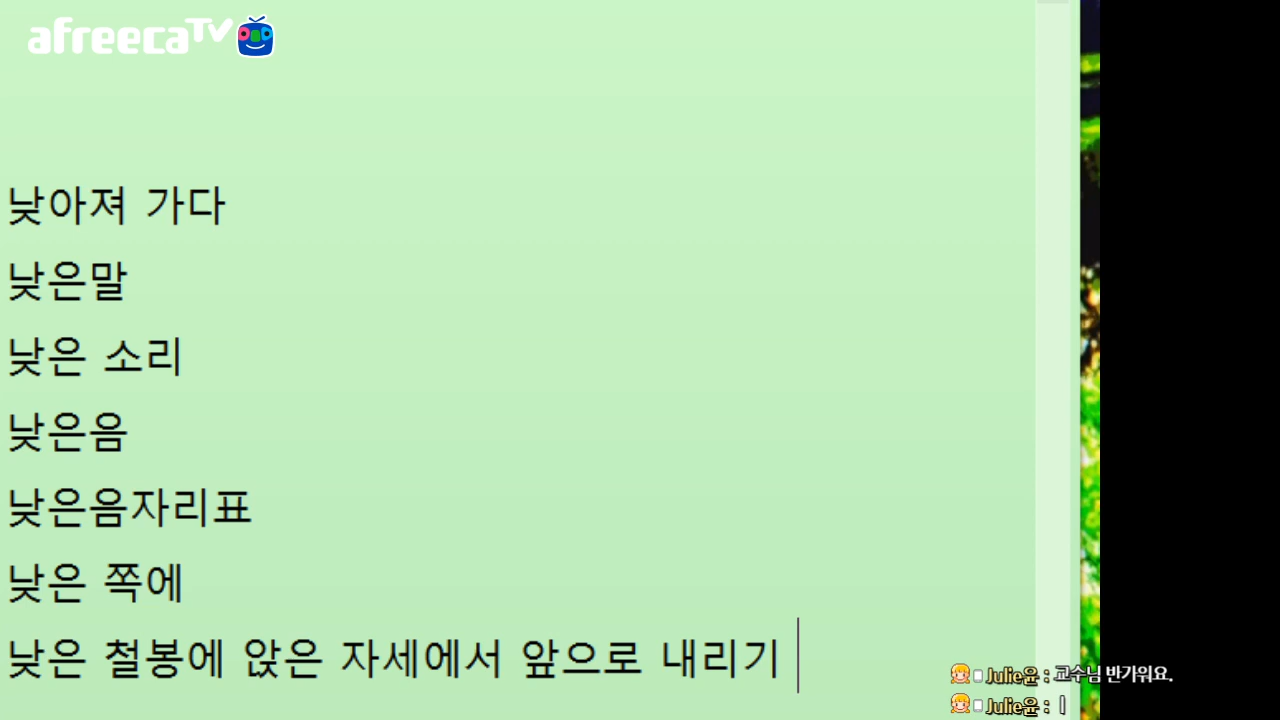 afreecaTV
낮아져 가다
낮은말
낮은 소리
낮은음
낮은음자리표
낮은 쪽에
낮은 철봉에 앉은 자세에서 앞으로 내리기
Julie윤 : 교수님 반가워요.
Julie윤 :